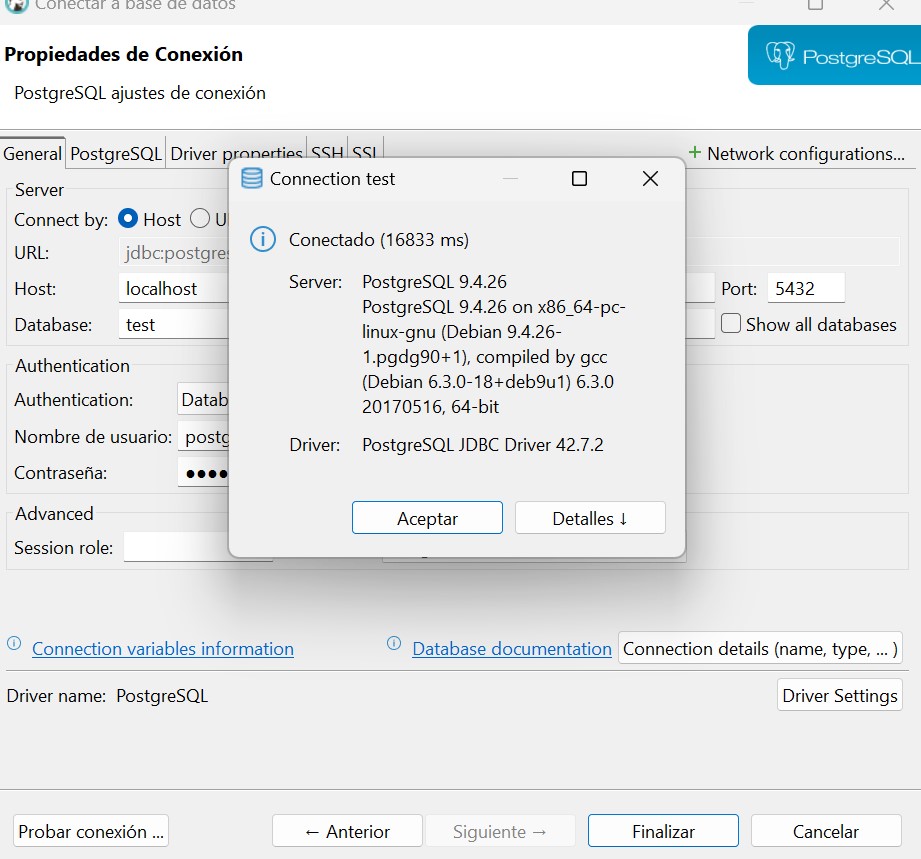 Conectar a base de datos
Propiedades de Conexión
PostgreSQL ajustes de conexión
PostgreSQL
General
PostgreSQL
Driver properties
SSH
SSL
+ Network configurations...
Server
Connect by:
Host
URL:
jdbc:postgres
Host:
localhost
Port:
5432
Database:
test
Show all databases
Authentication
Authentication:
Datab
Nombre de usuario:
postg
Contraseña:
••••
Advanced
Session role:
Connection test
Conectado (16833 ms)
Server:
PostgreSQL 9.4.26
PostgreSQL 9.4.26 on x86_64-pc-
linux-gnu (Debian 9.4.26-
1.pgdg90+1), compiled by gcc
(Debian 6.3.0-18+deb9u1) 6.3.0
20170516, 64-bit
Driver:
PostgreSQL JDBC Driver 42.7.2
Aceptar
Detalles ↓
Connection variables information
Database documentation
Connection details (name, type, ... )
Driver name: PostgreSQL
Driver Settings
Probar conexión ...
← Anterior
Siguiente →
Finalizar
Cancelar